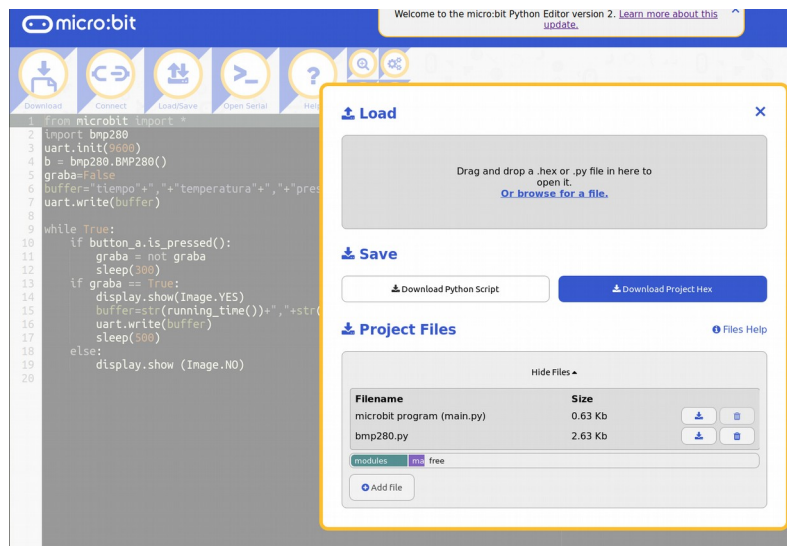 micro:bit
Welcome to the micro:bit Python Editor version 2. Learn more about this
update.
Download
Connect
Load/Save
Open Serial
Help
1 from microbit import *
2 import bmp280
3 uart.init(9600)
4 b = bmp280.BMP280()
5 graba=False
6 buffer="tiempo"+","+"temperatura"+","+"pres
7 uart.write(buffer)
8
9 while True:
10 if button_a.is_pressed():
11 graba = not graba
12 sleep(300)
13 if graba == True:
14 display.show(Image.YES)
15 buffer=str(running_time())+","+str(
16 uart.write(buffer)
17 sleep(500)
18 else:
19 display.show (Image.NO)
20
Load
Drag and drop a .hex or .py file in here to
open it.
Or browse for a file.
Save
Download Python Script
Download Project Hex
Project Files
Files Help
Hide Files
Filename Size
microbit program (main.py) 0.63 Kb
bmp280.py 2.63 Kb
modules ma free
Add file